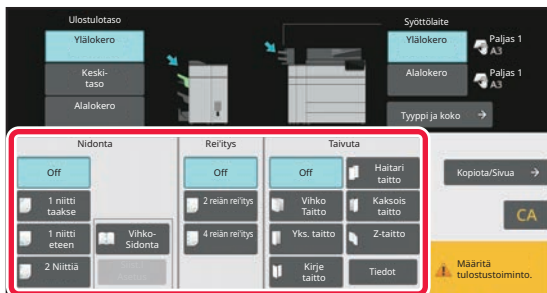 Ulostulotaso
Ylälokero
Keski-
taso
Alalokero
Syöttölaite
Ylälokero
Paljas 1
A3
Alalokero
Paljas 1
A3
Tyyppi ja koko
Nidonta
Off
1 niitti
taakse
1 niitti
eteen
2 Niittiä
Vihko-
Sidonta
Rei'itys
Off
2 reiän rei'itys
4 reiän rei'itys
Taivuta
Off
Haitari
taitto
Vihko
Taitto
Kaksois
taitto
Yks. taitto
Z-taitto
Kirje
taitto
Tiedot
Kopiota/Sivua
CA
Määritä
tulostustoiminto.